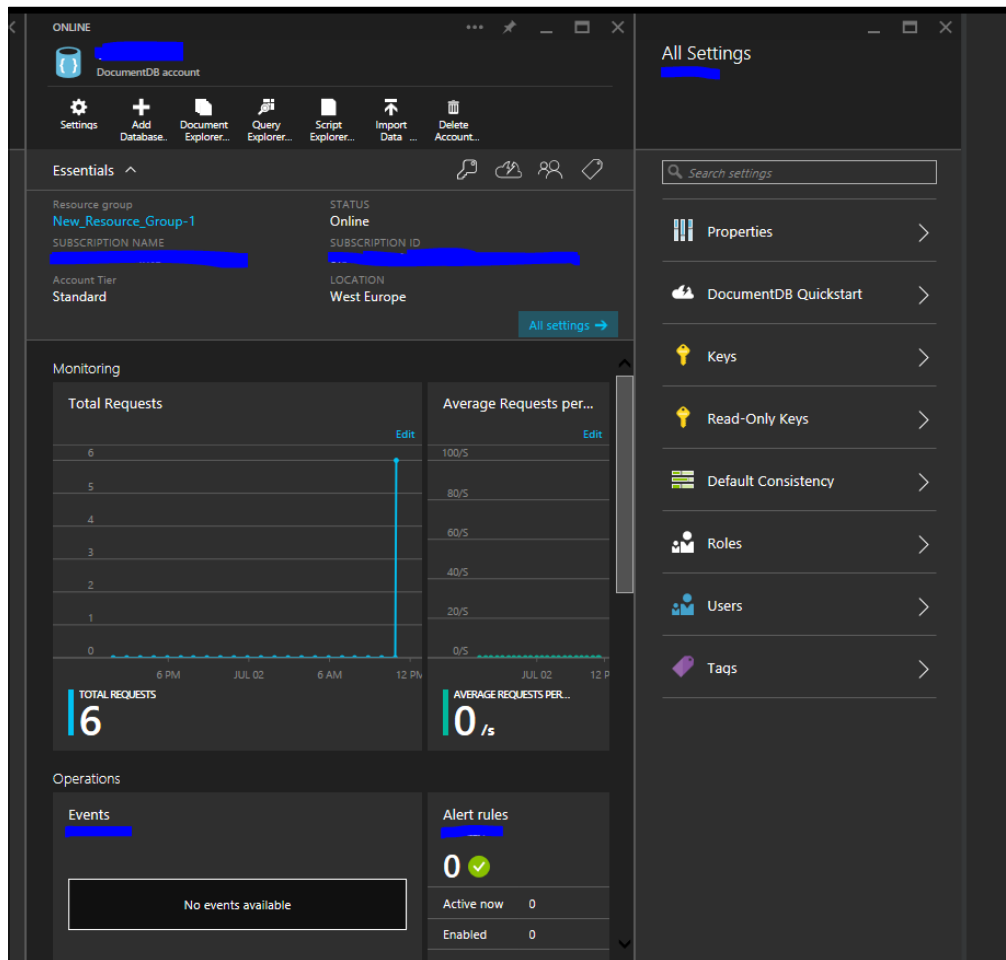 ONLINE
DocumentDB account
Settings
Add Database..
Document Explorer...
Query Explorer...
Script Explorer...
Import Data ...
Delete Account...
Essentials
Resource group
New_Resource_Group-1
SUBSCRIPTION NAME
Account Tier
Standard
STATUS
Online
SUBSCRIPTION ID
LOCATION
West Europe
All settings →
Monitoring
Total Requests
Edit
6
5
4
3
2
1
0
6 PM JUL 02 6 AM 12 PM
TOTAL REQUESTS
6
Average Requests per...
Edit
100/S
80/S
60/S
40/S
20/S
0/S
JUL 02 12 P
AVERAGE REQUESTS PER...
0 /s
Operations
Events
No events available
Alert rules
0
Active now 0
Enabled 0
All Settings
Search settings
Properties
DocumentDB Quickstart
Keys
Read-Only Keys
Default Consistency
Roles
Users
Tags